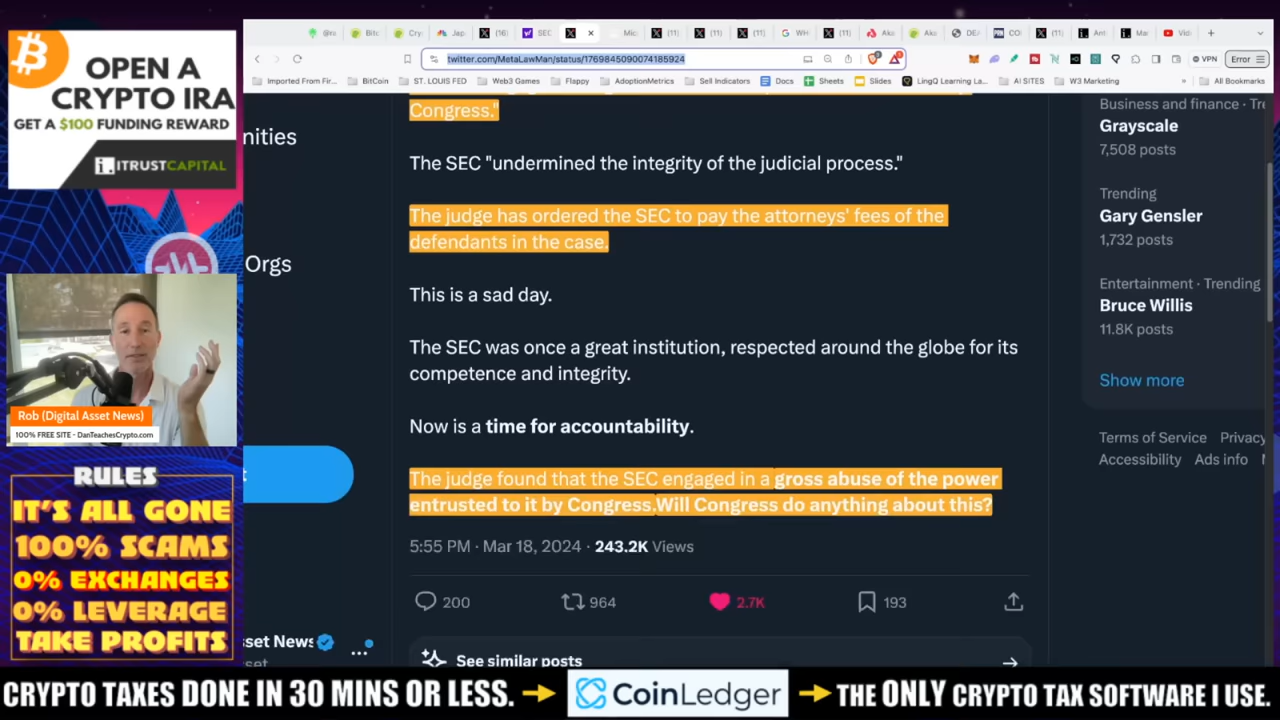 OPEN A
CRYPTO IRA
GET A $100 FUNDING REWARD
i. iTRUSTCAPITAL
Rob (Digital Asset News)
100% FREE SITE - DanTeachesCrypto.com
RULES
IT'S ALL GONE
100% SCAMS
0% EXCHANGES
0% LEVERAGE
TAKE PROFITS
twitter.com/MetaLawMan/status/1769845090074185924
VPN
Error
Imported From Fir...
BitCoin
ST. LOUIS FED
Web3 Games
Flappy
AdoptionMetrics
Sell Indicators
Docs
Sheets
Slides
LingQ Learning La...
AI SITES
W3 Marketing
All Bookmarks
nities
Orgs
sset News
Congress."
The SEC "undermined the integrity of the judicial process."
The judge has ordered the SEC to pay the attorneys' fees of the
defendants in the case.
This is a sad day.
The SEC was once a great institution, respected around the globe for its
competence and integrity.
Now is a time for accountability.
The judge found that the SEC engaged in a gross abuse of the power
entrusted to it by Congress.Will Congress do anything about this?
5:55 PM · Mar 18, 2024 · 243.2K Views
200
964
2.7K
193
See similar posts
Business and finance · Tre
Grayscale
7,508 posts
Trending
Gary Gensler
1,732 posts
Entertainment · Trending
Bruce Willis
11.8K posts
Show more
Terms of Service Privacy
Accessibility Ads info
CRYPTO TAXES DONE IN 30 MINS OR LESS. CoinLedger THE ONLY CRYPTO TAX SOFTWARE I USE.